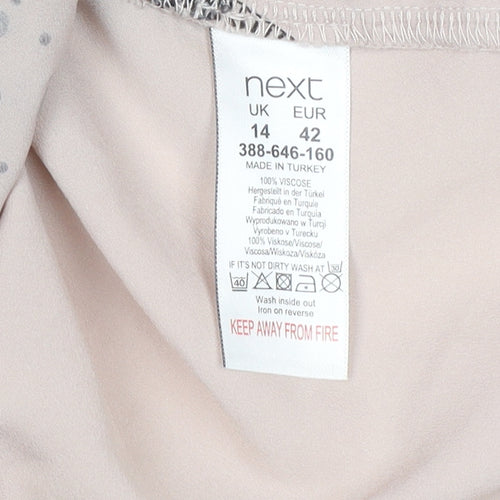 next
UK EUR
14 42
388-646-160
MADE IN TURKEY
100% VISCOSE
Hergestellt in der Türkei
Fabriqué en Turquie
Fabricado en Turquia
Wyprodukowano w Turcji
Vyrobeno v Turecku
100% Viskose/Viscose/
Viscosa/Wiskoza/Viskóza
IF IT'S NOT DIRTY WASH AT 30
40
Wash inside out
Iron on reverse
KEEP AWAY FROM FIRE